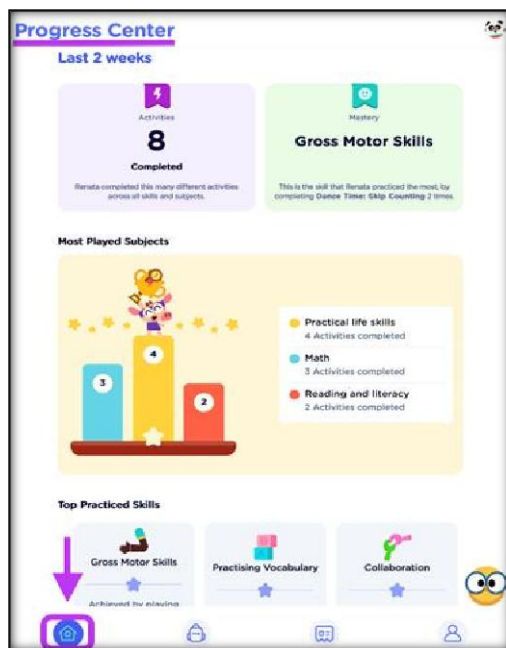 Progress Center
Last 2 weeks
Activities
8
Completed
Renata completed this many different activities
across all skills and subjects.
Mastery
Gross Motor Skills
This is the skill that Renata practiced the most, by
completing Dance Time: Skip Counting 2 times.
Most Played Subjects
3
4
2
Practical life skills
4 Activities completed
Math
3 Activities completed
Reading and literacy
2 Activities completed
Top Practiced Skills
Gross Motor Skills
Achieved by playing
Practising Vocabulary
Collaboration